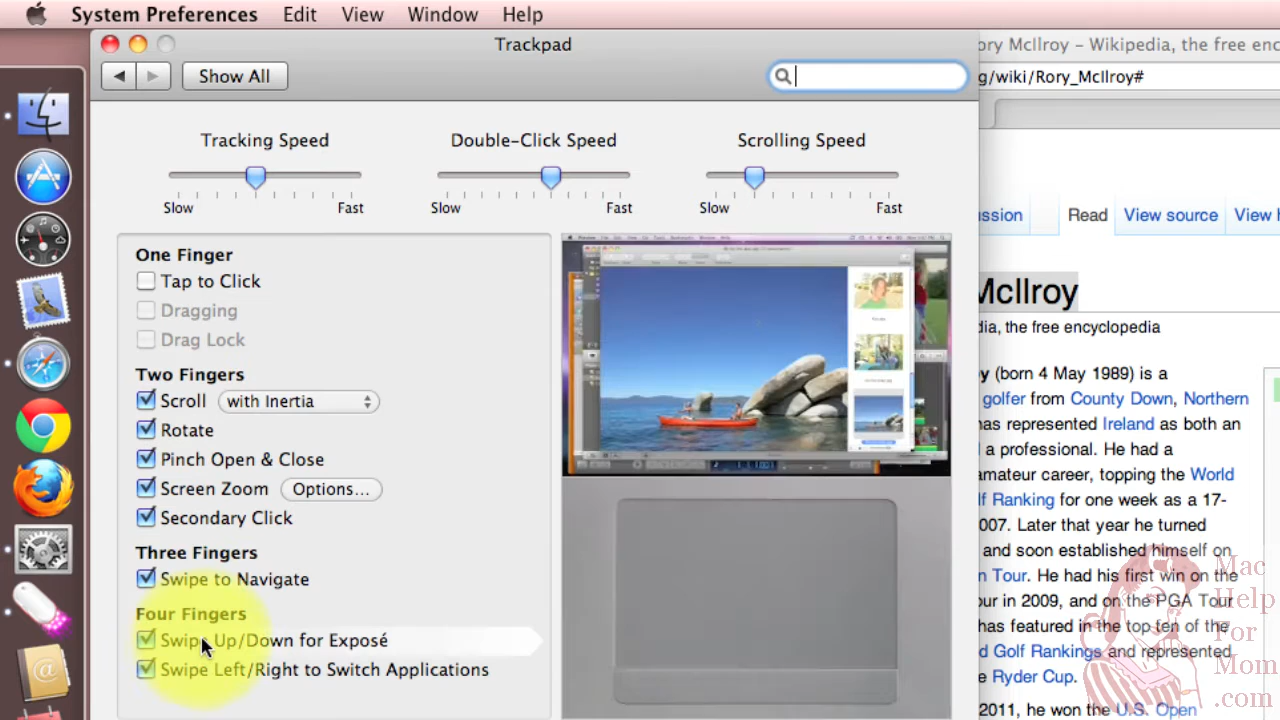 System Preferences Edit View Window Help
Trackpad
ory McIlroy – Wikipedia, the free enc
Show All
g/wiki/Rory_McIlroy#
Tracking Speed Double-Click Speed Scrolling Speed
Slow Fast Slow Fast Slow Fast
ussion Read View source View h
One Finger
Tap to Click
Dragging
Drag Lock
Two Fingers
Scroll with Inertia
Rotate
Pinch Open & Close
Screen Zoom Options...
Secondary Click
Three Fingers
Swipe to Navigate
Four Fingers
Swipe Up/Down for Exposé
Swipe Left/Right to Switch Applications
McIlroy
dia, the free encyclopedia
y (born 4 May 1989) is a
golfer from County Down, Northern
has represented Ireland as both an
d a professional. He had a
amateur career, topping the World
lf Ranking for one week as a 17-
2007. Later that year he turned
and soon established himself on
n Tour. He had his first win on the
our in 2009, and on the PGA Tour
has featured in the top ten of the
d Golf Rankings and represented
e Ryder Cup.
2011, he won the U.S. Open
Mac
Help
For
Mom
.com